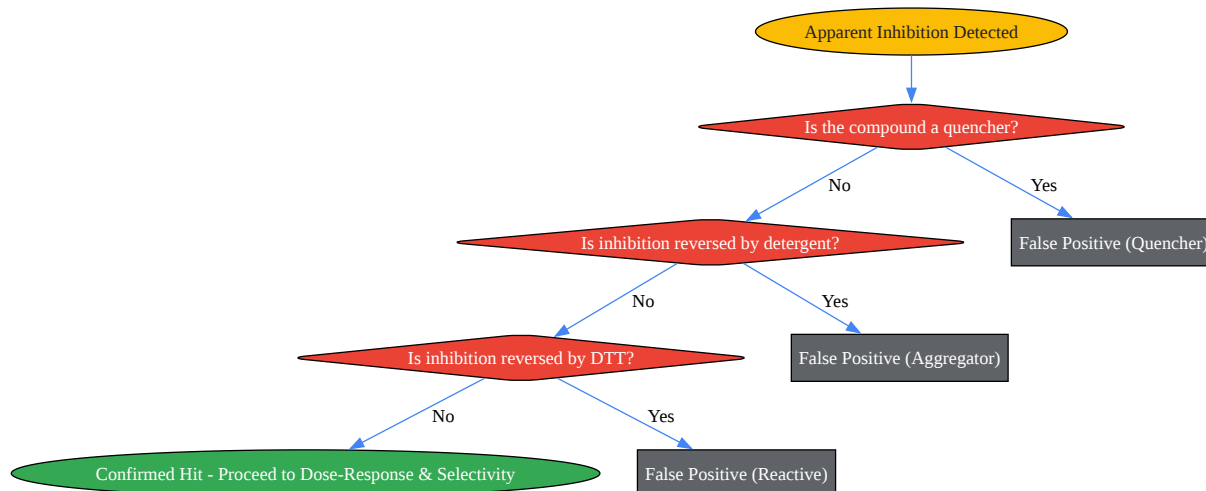 Apparent Inhibition Detected
Is the compound a quencher?
No
Yes
Is inhibition reversed by detergent?
False Positive (Quencher)
No
Yes
Is inhibition reversed by DTT?
False Positive (Aggregator)
No
Yes
Confirmed Hit - Proceed to Dose-Response & Selectivity
False Positive (Reactive)